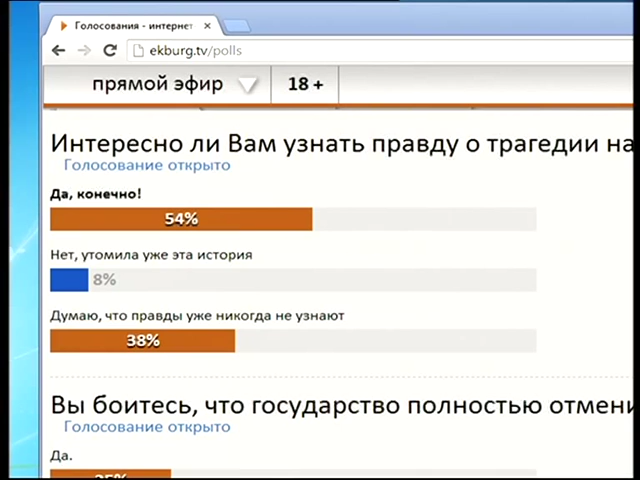 Голосования - интернет
ekburg.tv/polls
прямой эфир
18 +
Интересно ли Вам узнать правду о трагедии на
Голосование открыто
Да, конечно!
54%
Нет, утомила уже эта история
8%
Думаю, что правды уже никогда не узнают
38%
Вы боитесь, что государство полностью отмени
Голосование открыто
Да.